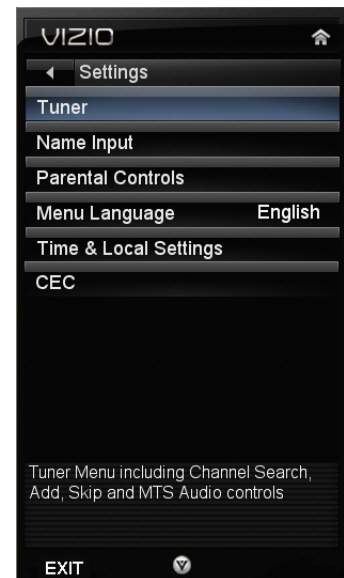 VIZIO
Settings
Tuner
Name Input
Parental Controls
Menu Language English
Time & Local Settings
CEC
Tuner Menu including Channel Search,
Add, Skip and MTS Audio controls
EXIT